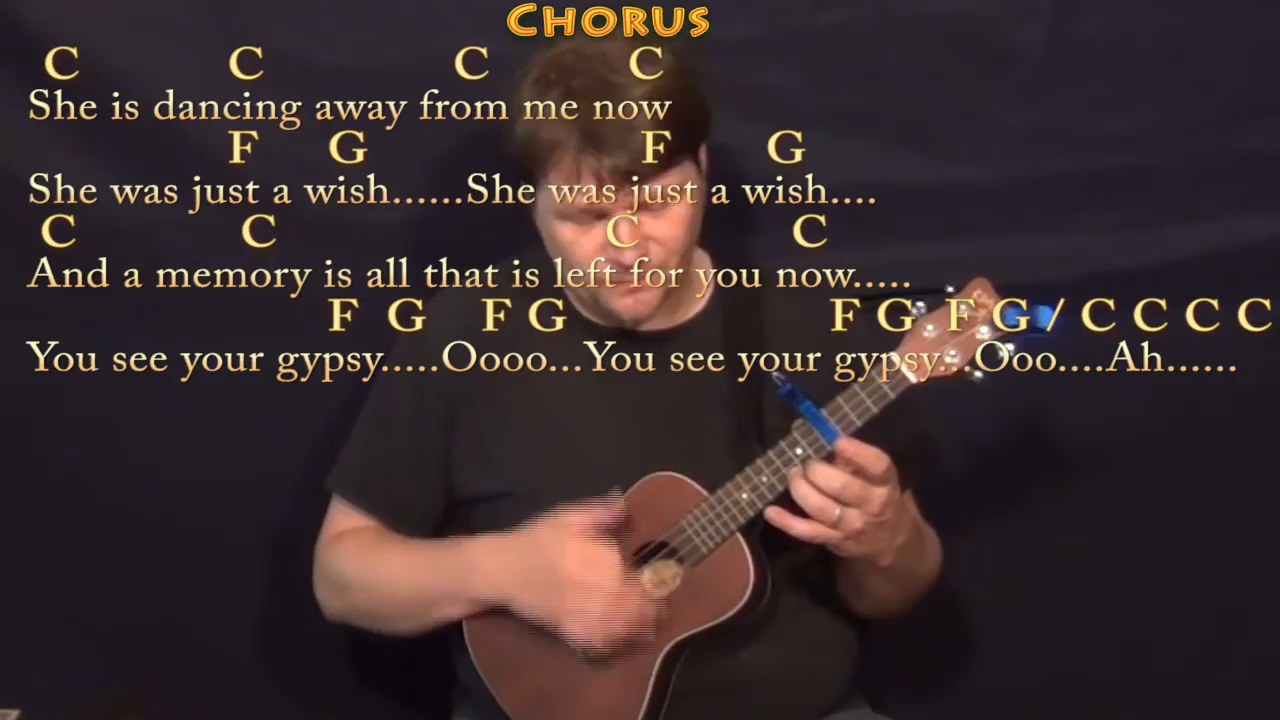 CHORUS
C C C C
She is dancing away from me now
F G F G
She was just a wish......She was just a wish....
C C C C
And a memory is all that is left for you now.....
F G F G F G F G / C C C C
You see your gypsy.....Oooo...You see your gypsy...Ooo....Ah......